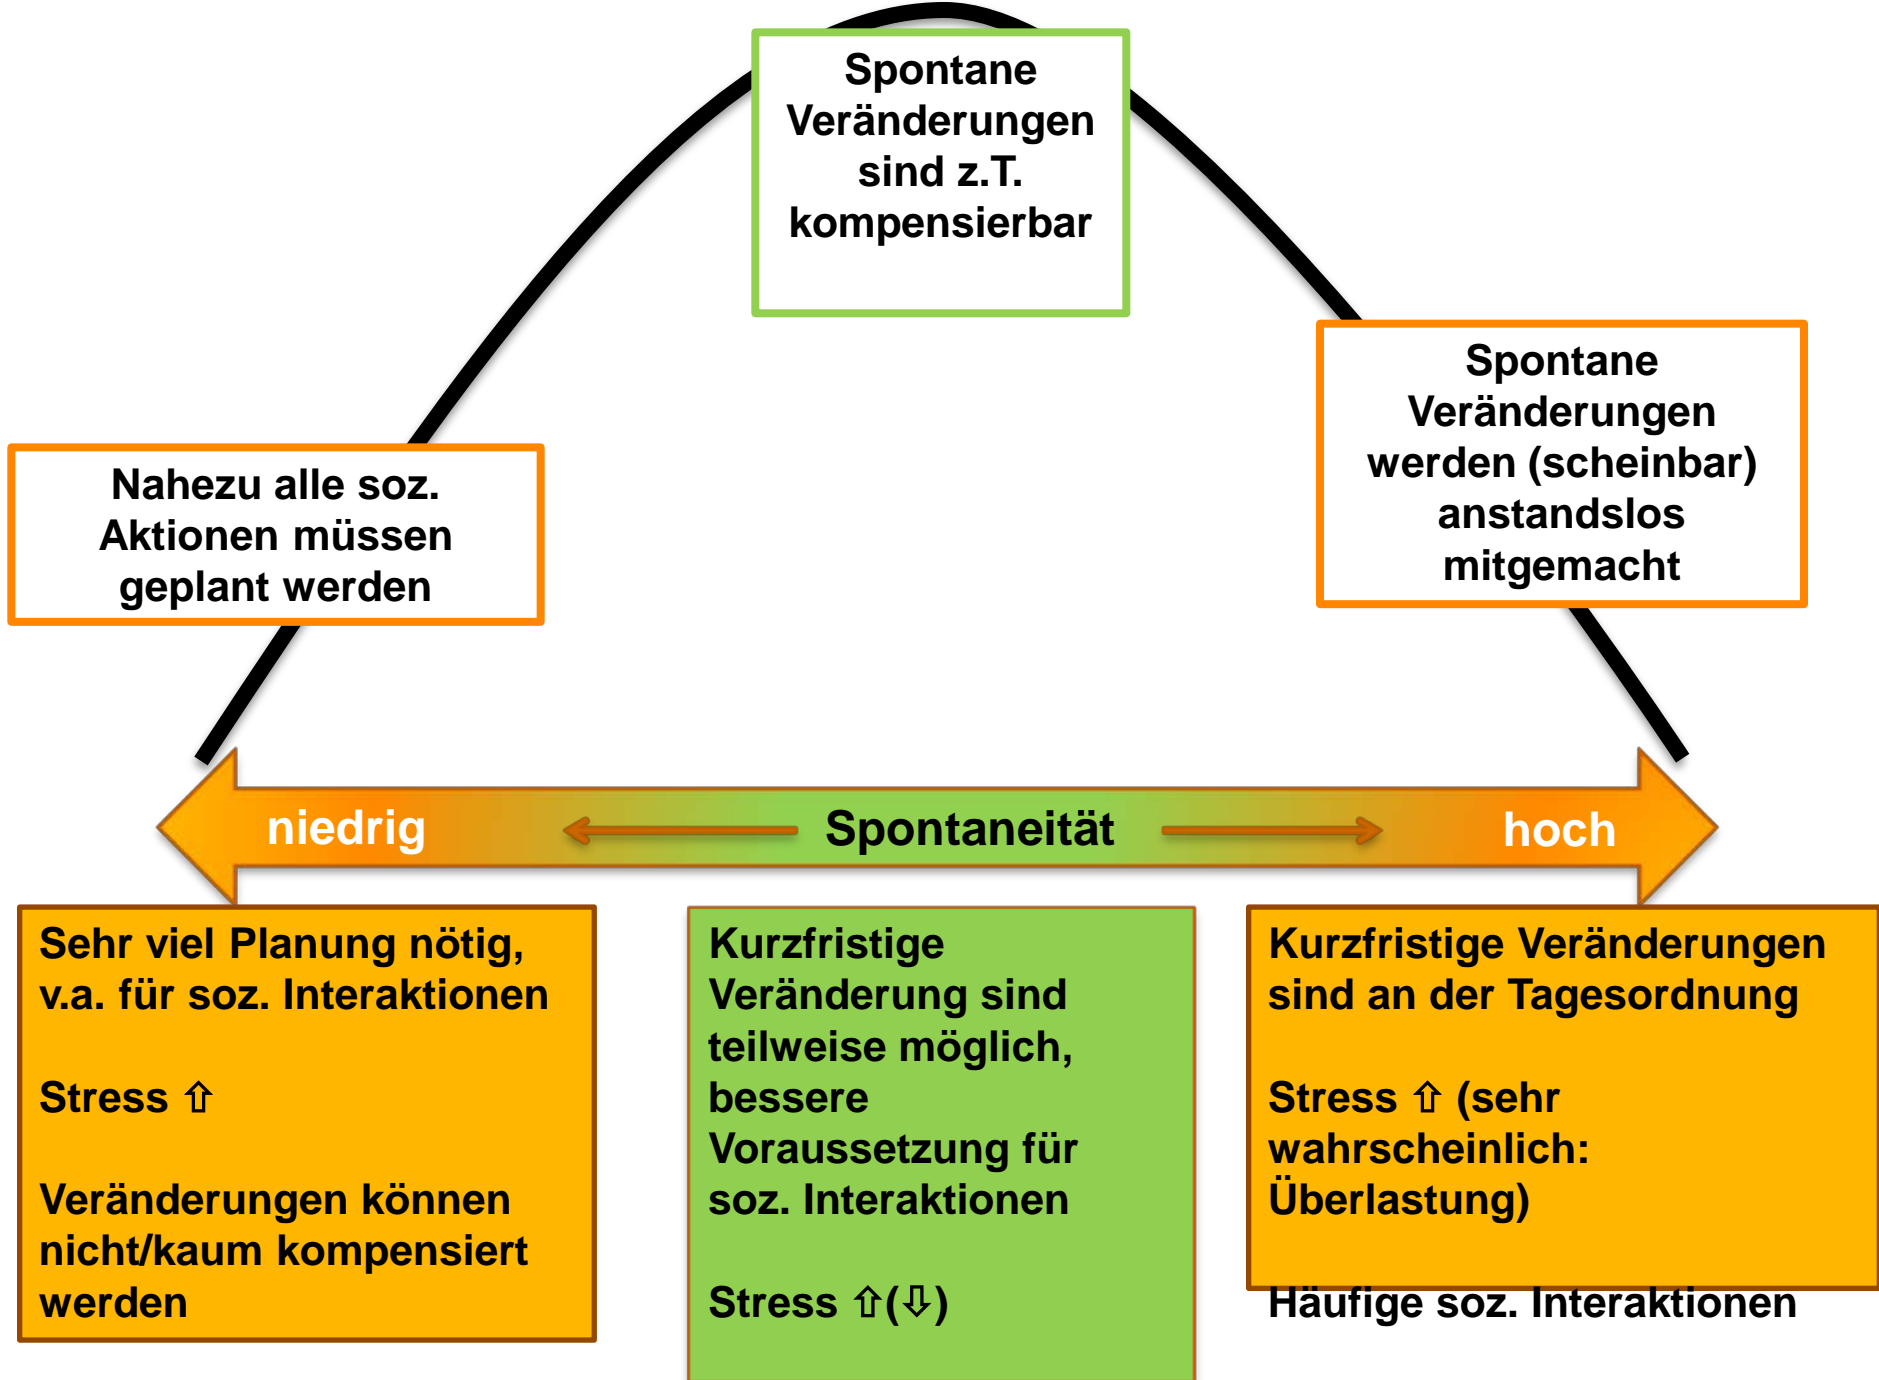 Spontane
Veränderungen
sind z.T.
kompensierbar
Spontane
Veränderungen
werden (scheinbar)
anstandslos
mitgemacht
Nahezu alle soz.
Aktionen müssen
geplant werden
niedrig
Spontaneität
hoch
Sehr viel Planung nötig,
v.a. für soz. Interaktionen
Stress ⇧
Veränderungen können
nicht/kaum kompensiert
werden
Kurzfristige
Veränderung sind
teilweise möglich,
bessere
Voraussetzung für
soz. Interaktionen
Stress ⇧(⇩)
Kurzfristige Veränderungen
sind an der Tagesordnung
Stress ⇧ (sehr
wahrscheinlich:
Überlastung)
Häufige soz. Interaktionen